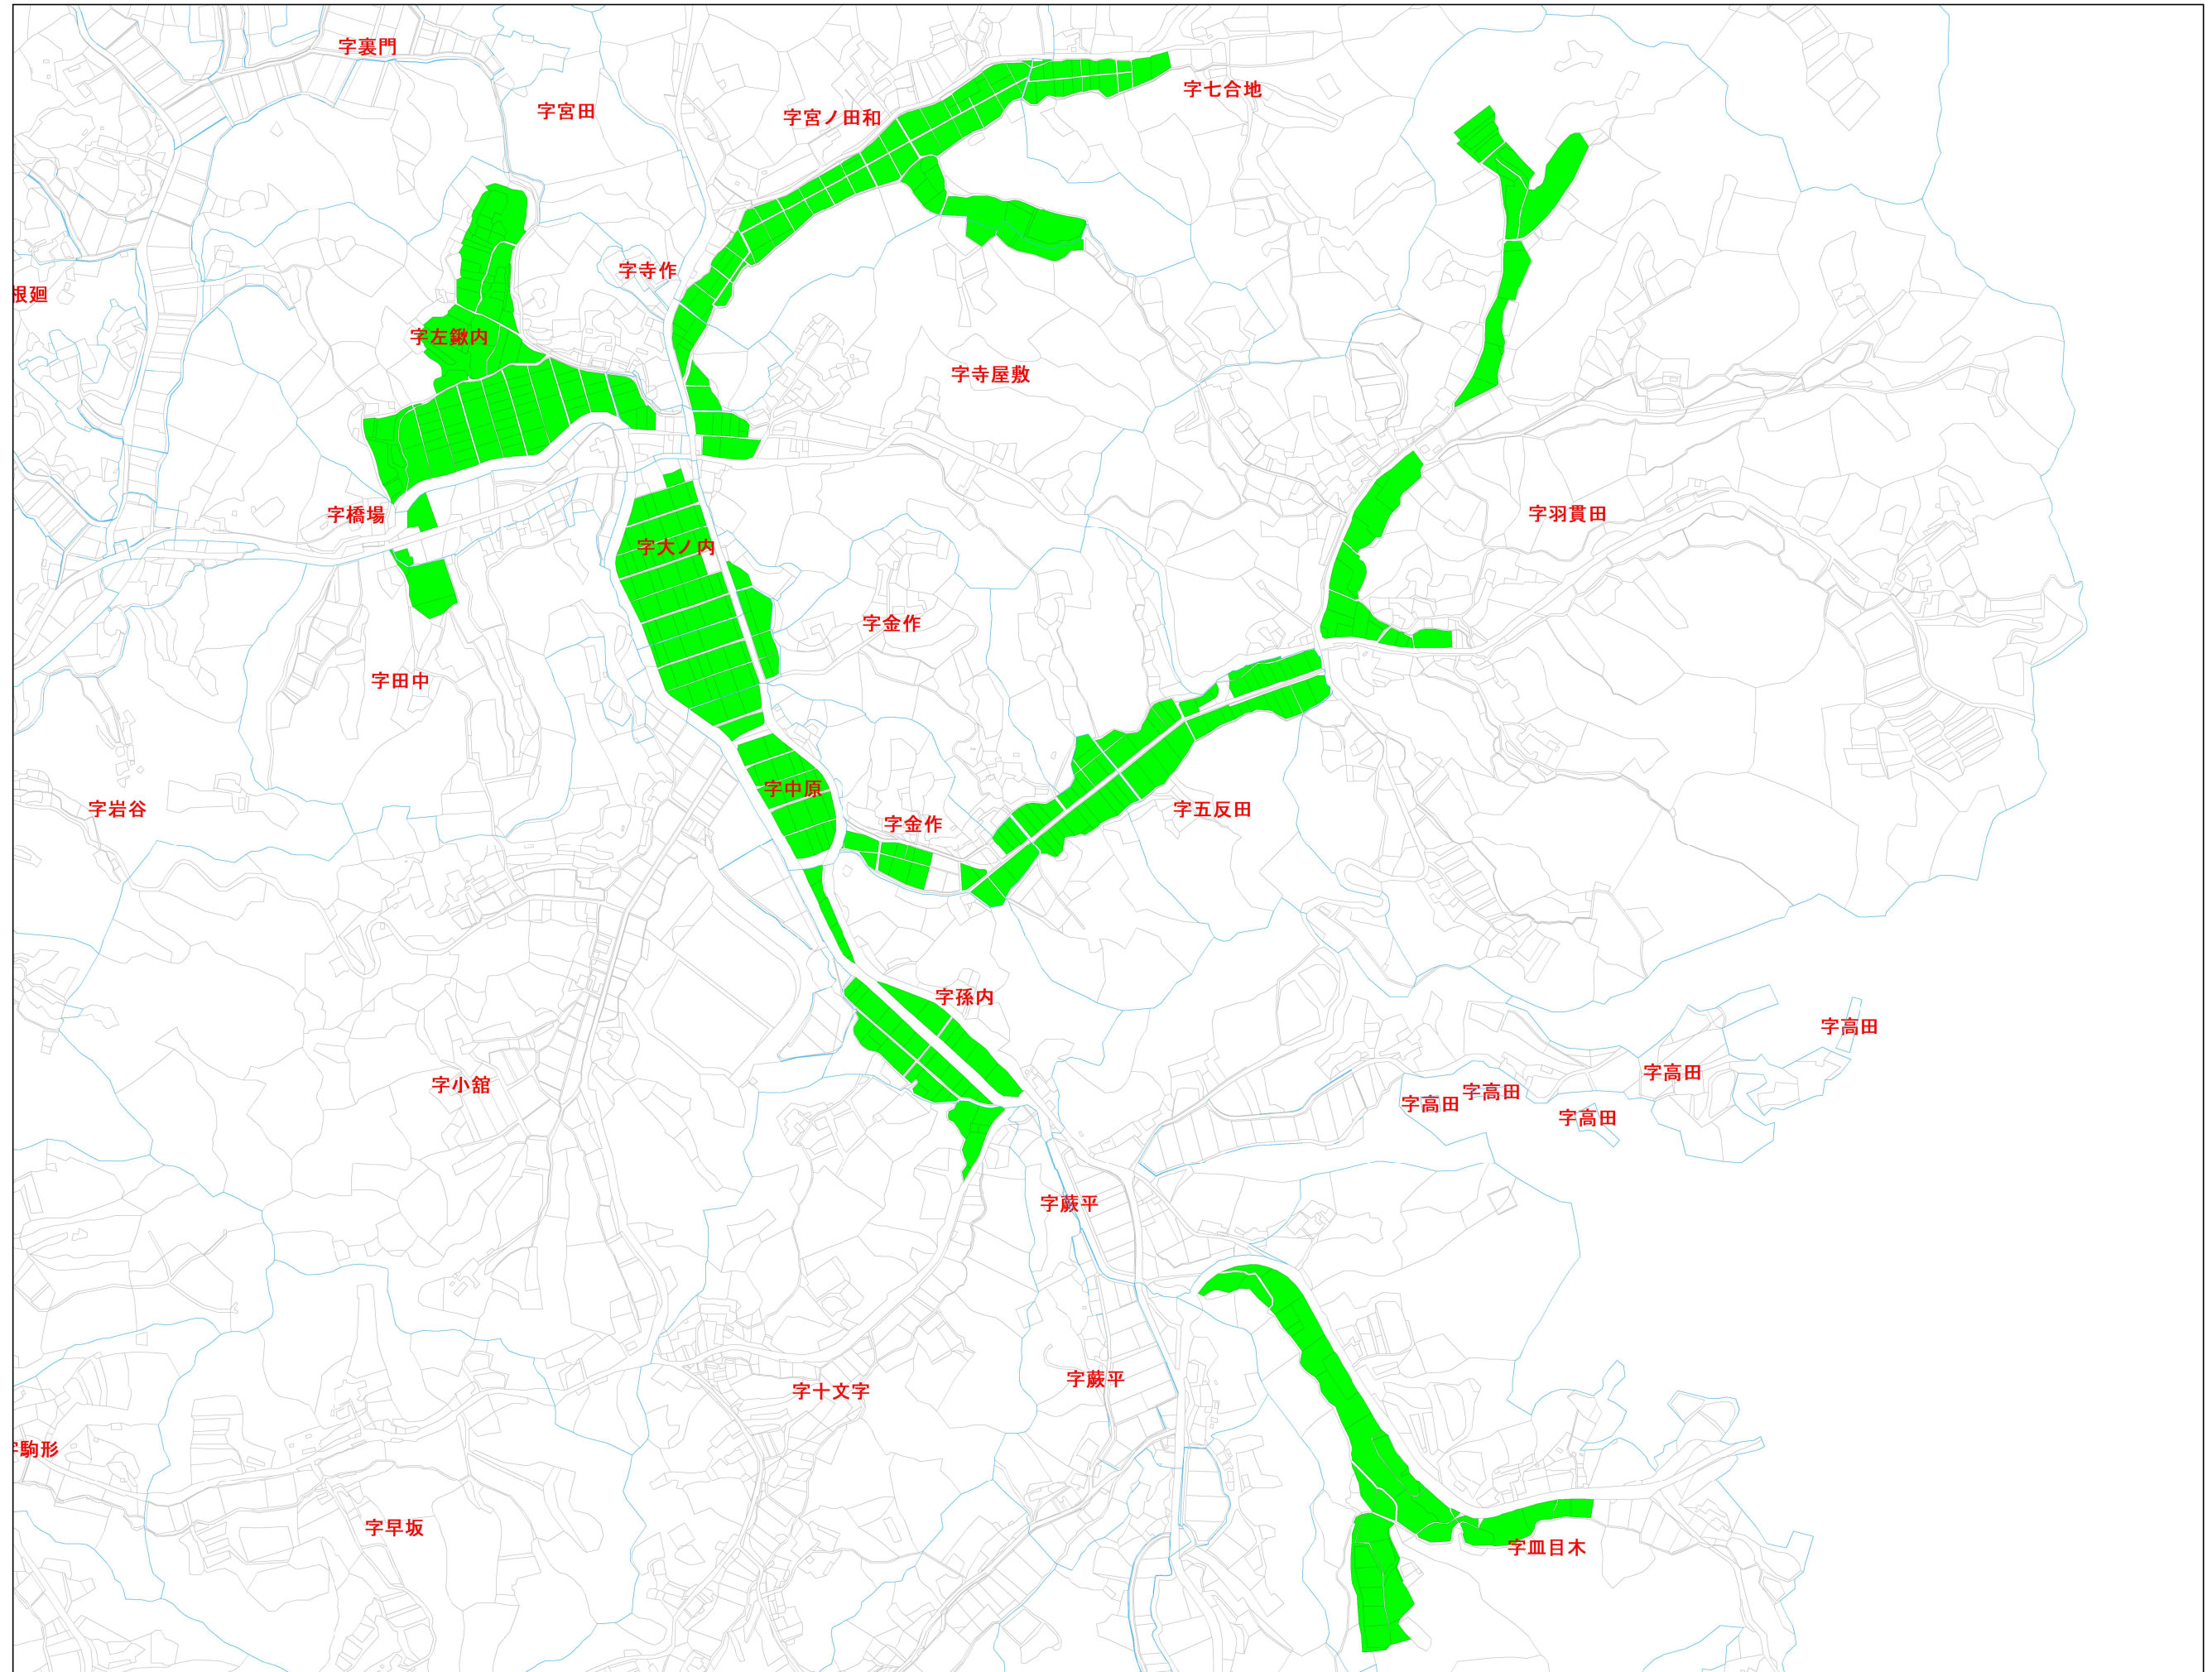 字裏門
字宮田
字宮ノ田和
字七合地
字寺作
根廻
字左鍬内
字寺屋敷
字橋場
字羽貫田
字大ノ内
字金作
字田中
字中原
字岩谷
字金作
字五反田
字孫内
字高田
字高田
字小舘
字高田
字高田
字高田
字蕨平
字蕨平
字十文字
字駒形
字早坂
字皿目木